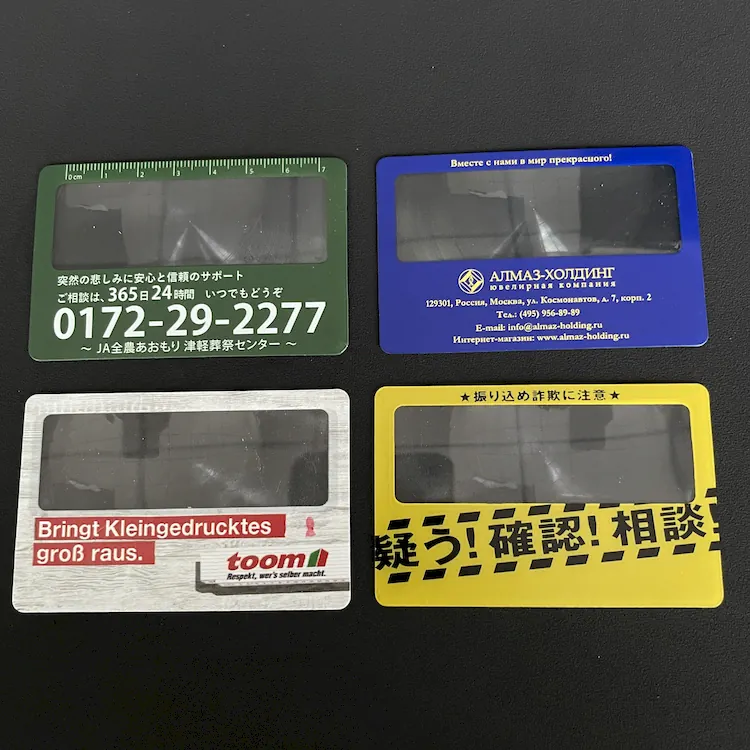 0cm 1 2 3 4 5 6 7
突然の悲しみに安心と信頼のサポート
ご相談は、365日24時間 いつでもどうぞ
0172-29-2277
～ JA全農あおもり 津軽葬祭センター ～
Вместе с нами в мир прекрасного!
АЛМАЗ-ХОЛДИНГ
ювелирная компания
129301, Россия, Москва, ул. Космонавтов, д. 7, корп. 2
Тел.: (495) 956-89-89
E-mail: info@almaz-holding.ru
Интернет-магазин: www.almaz-holding.ru
Bringt Kleingedrucktes
groß raus.
toom
Respekt, wer's selber macht.
★振り込め詐欺に注意★
疑う! 確認! 相談